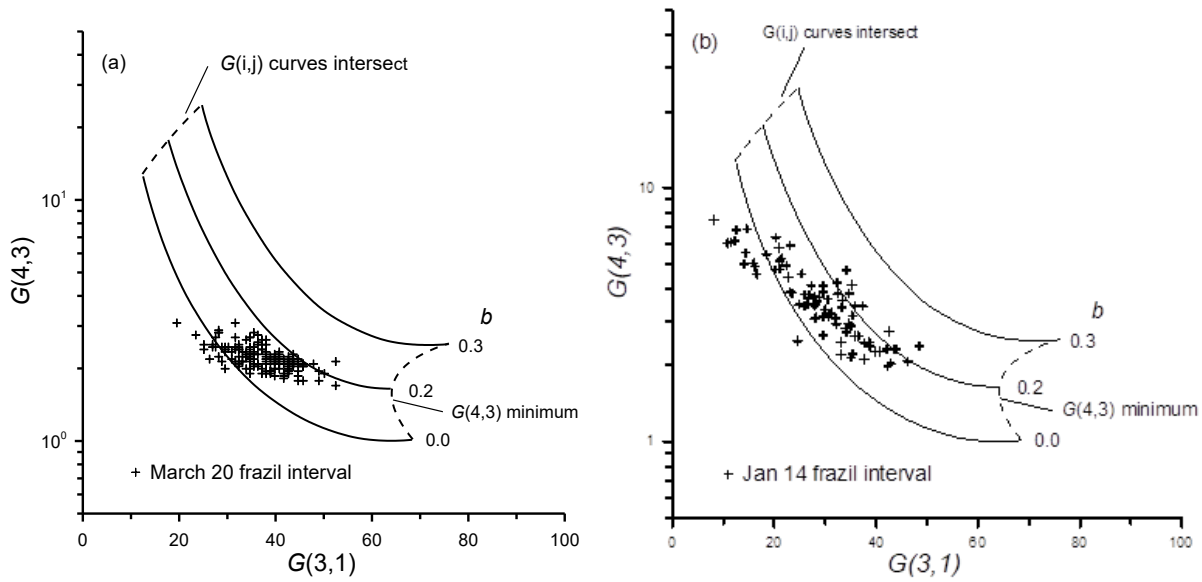 (a)
G(i,j) curves intersect
10¹
G(4,3)
b
0.3
0.2
G(4,3) minimum
10⁰
0.0
+ March 20 frazil interval
0
20
40
60
80
100
G(3,1)
(b)
G(i,j) curves intersect
10
G(4,3)
b
0.3
0.2
G(4,3) minimum
1
0.0
+ Jan 14 frazil interval
0
20
40
60
80
100
G(3,1)